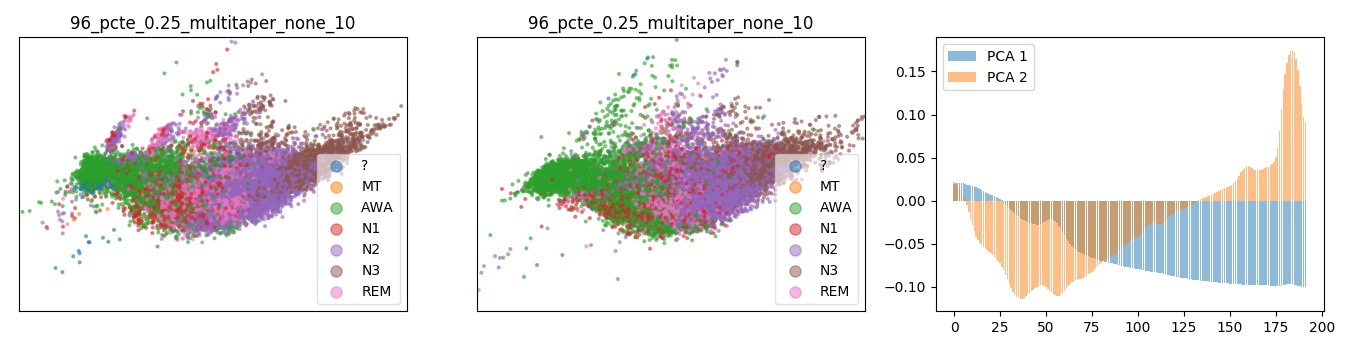 96_pcte_0.25_multitaper_none_10
?
MT
AWA
N1
N2
N3
REM
96_pcte_0.25_multitaper_none_10
?
MT
AWA
N1
N2
N3
REM
PCA 1
PCA 2
0.15
0.10
0.05
0.00
−0.05
−0.10
0 25 50 75 100 125 150 175 200